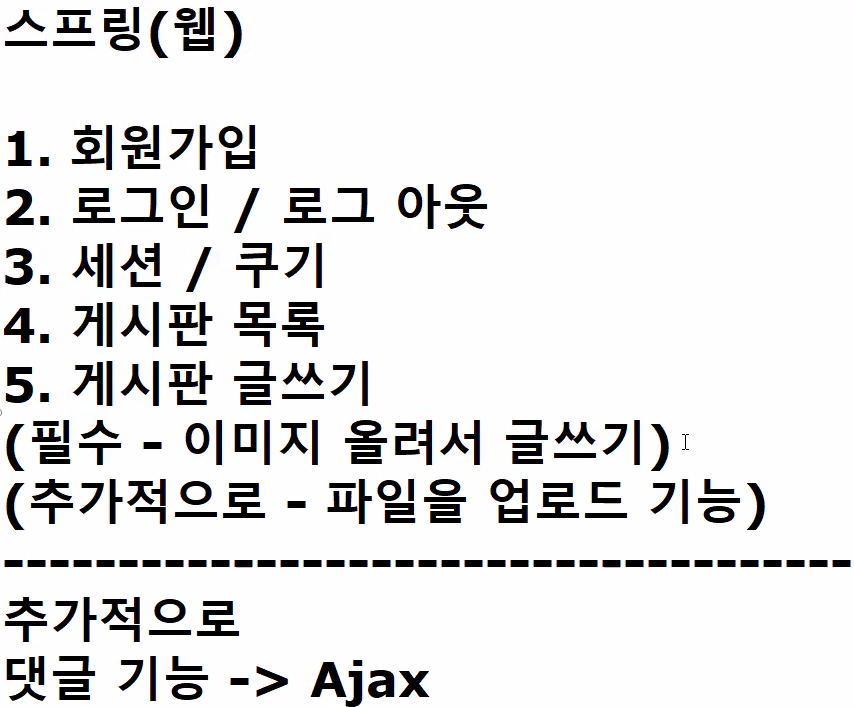 스프링(웹)
1. 회원가입
2. 로그인 / 로그 아웃
3. 세션 / 쿠기
4. 게시판 목록
5. 게시판 글쓰기
(필수 - 이미지 올려서 글쓰기)
(추가적으로 - 파일을 업로드 기능)
------------------------------------
추가적으로
댓글 기능 -> Ajax